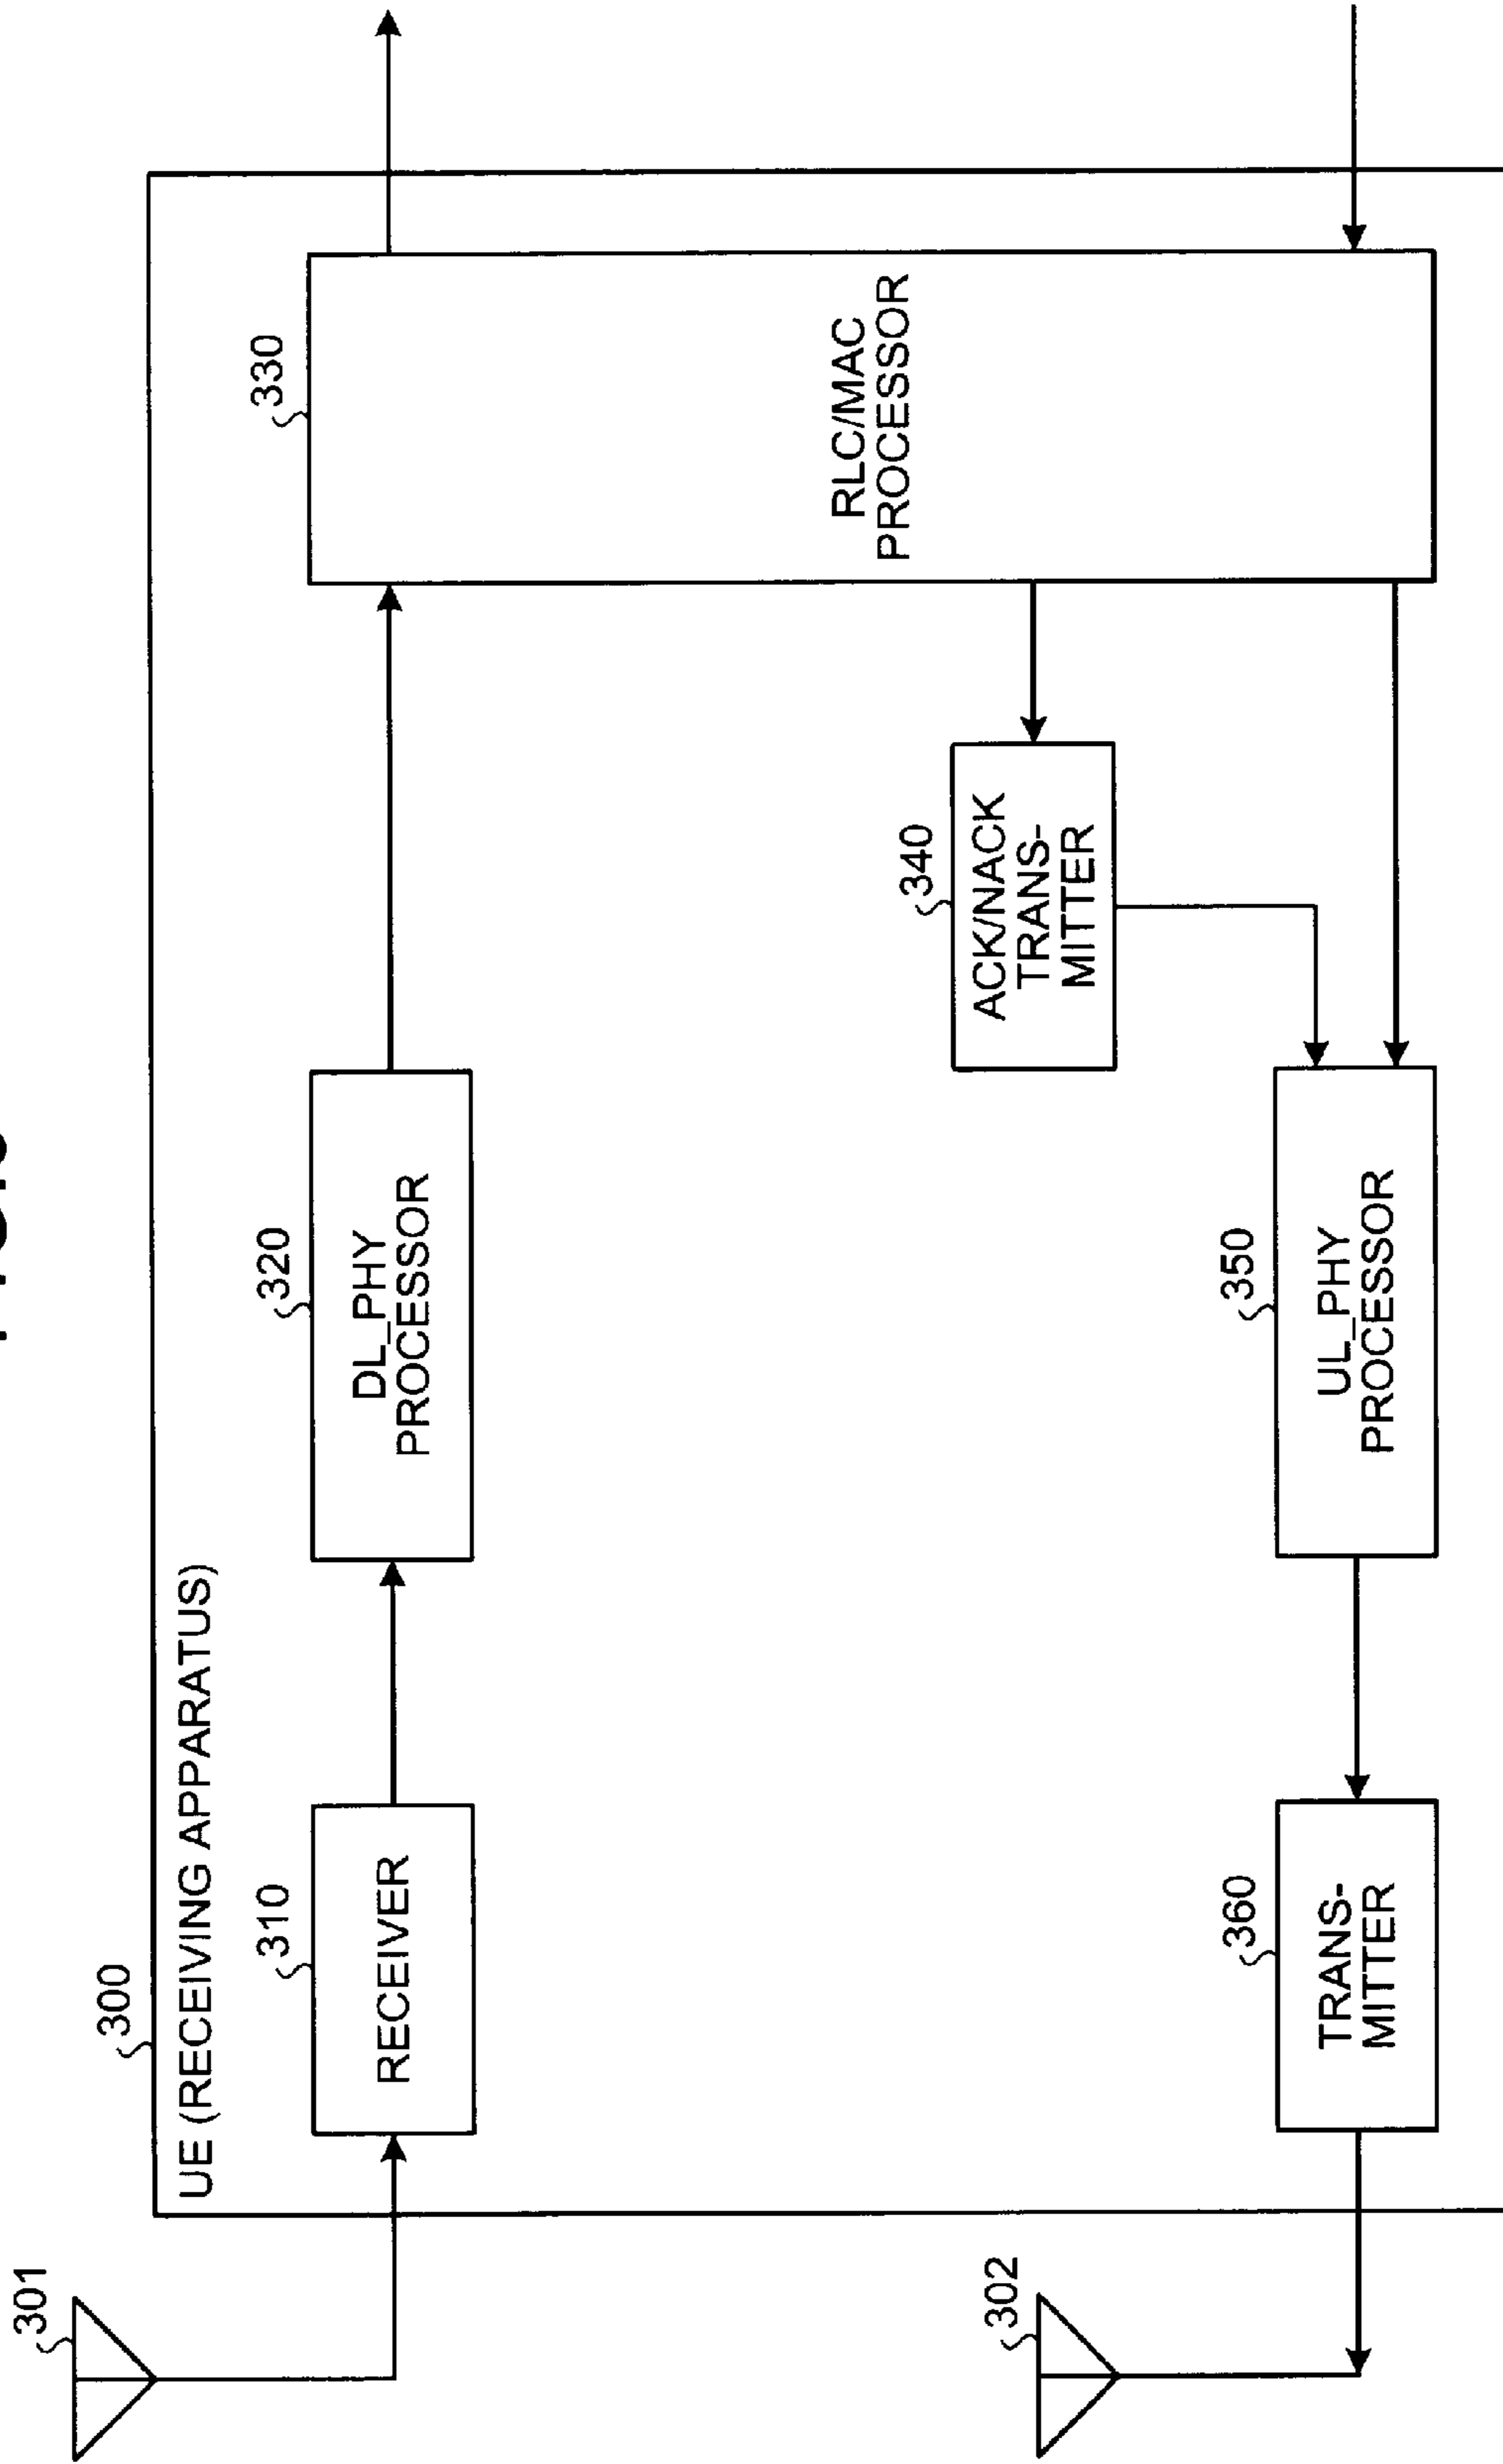 300
UE (RECEIVING APPARATUS)
301
310
RECEIVER
320
DL_PHY
PROCESSOR
330
RLC/MAC
PROCESSOR
340
ACK/NACK
TRANS-
MITTER
302
360
TRANS-
MITTER
350
UL_PHY
PROCESSOR